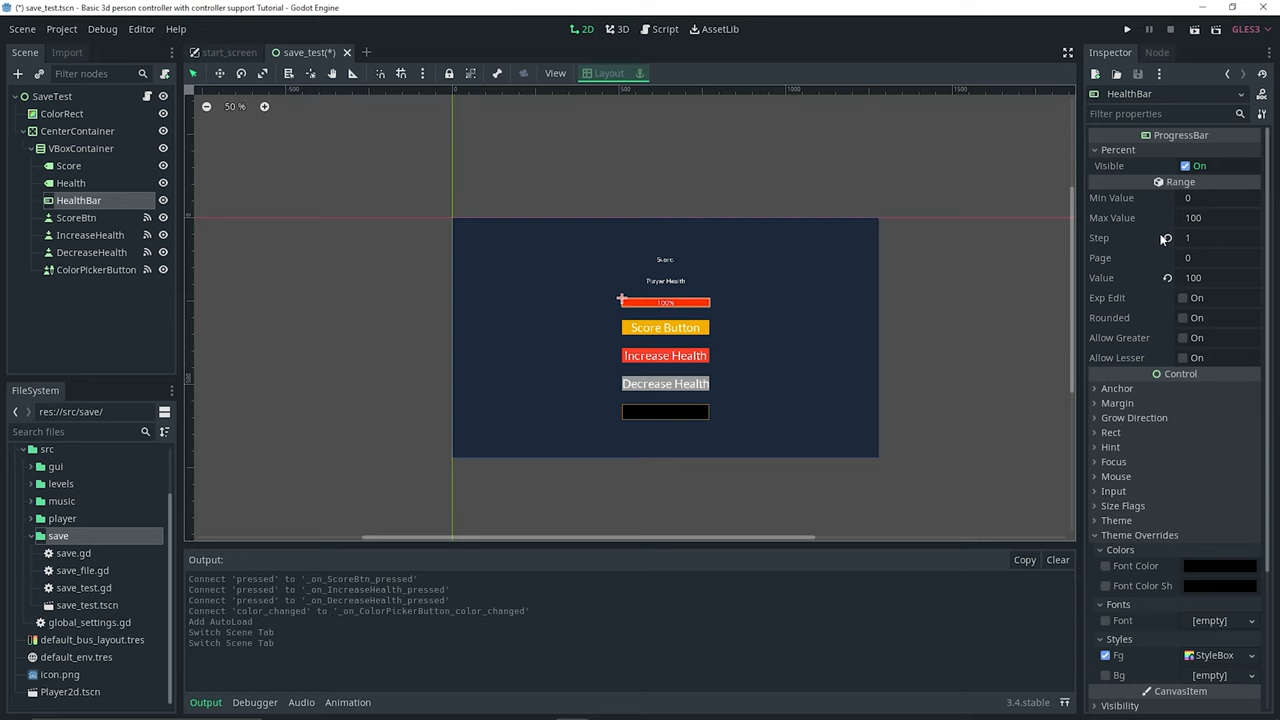 (*) save_test.tscn - Basic 3d person controller with controller support - Godot Engine
Scene Project Debug Editor Help
2D 3D Script AssetLib
GLES3
Scene Import
start_screen save_test(*)
Inspector Node
Filter nodes
View Layout
SaveTest
ColorRect
CenterContainer
VBoxContainer
Score
Health
HealthBar
ScoreBtn
IncreaseHealth
DecreaseHealth
ColorPickerButton
50 %
500 0 500 1000 1500
0
500
Score:
Player Health
100%
Score Button
Increase Health
Decrease Health
FileSystem
res://src/save/
Search files
src
gui
levels
music
player
save
save.gd
save_file.gd
save_test.gd
save_test.tscn
global_settings.gd
default_bus_layout.tres
default_env.tres
icon.png
Player2d.tscn
Output:
Copy Clear
Connect 'pressed' to '_on_ScoreBtn_pressed'
Connect 'pressed' to '_on_IncreaseHealth_pressed'
Connect 'pressed' to '_on_DecreaseHealth_pressed'
Connect 'color_changed' to '_on_ColorPickerButton_color_changed'
Add AutoLoad
Switch Scene Tab
Switch Scene Tab
Output Debugger Audio Animation
3.4.stable
HealthBar
Filter properties
ProgressBar
Percent
Visible On
Range
Min Value 0
Max Value 100
Step 1
Page 0
Value 100
Exp Edit On
Rounded On
Allow Greater On
Allow Lesser On
Control
Anchor
Margin
Grow Direction
Rect
Hint
Focus
Mouse
Input
Size Flags
Theme
Theme Overrides
Colors
Font Color
Font Color Sh
Fonts
Font [empty]
Styles
Fg StyleBox
Bg [empty]
CanvasItem
Visibility